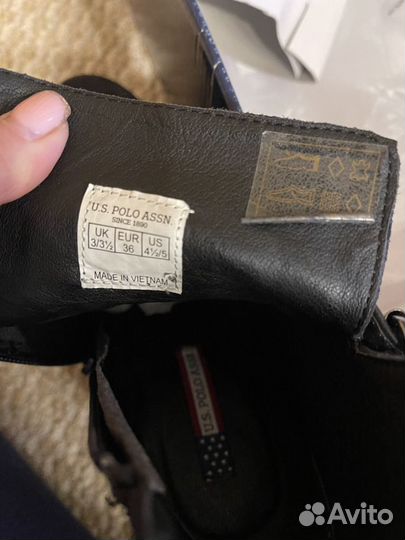 U.S. POLO ASSN.
SINCE 1890
UK EUR US
3/3½ 36 4½/5
MADE IN VIETNAM
U.S. POLO ASSN
Avito